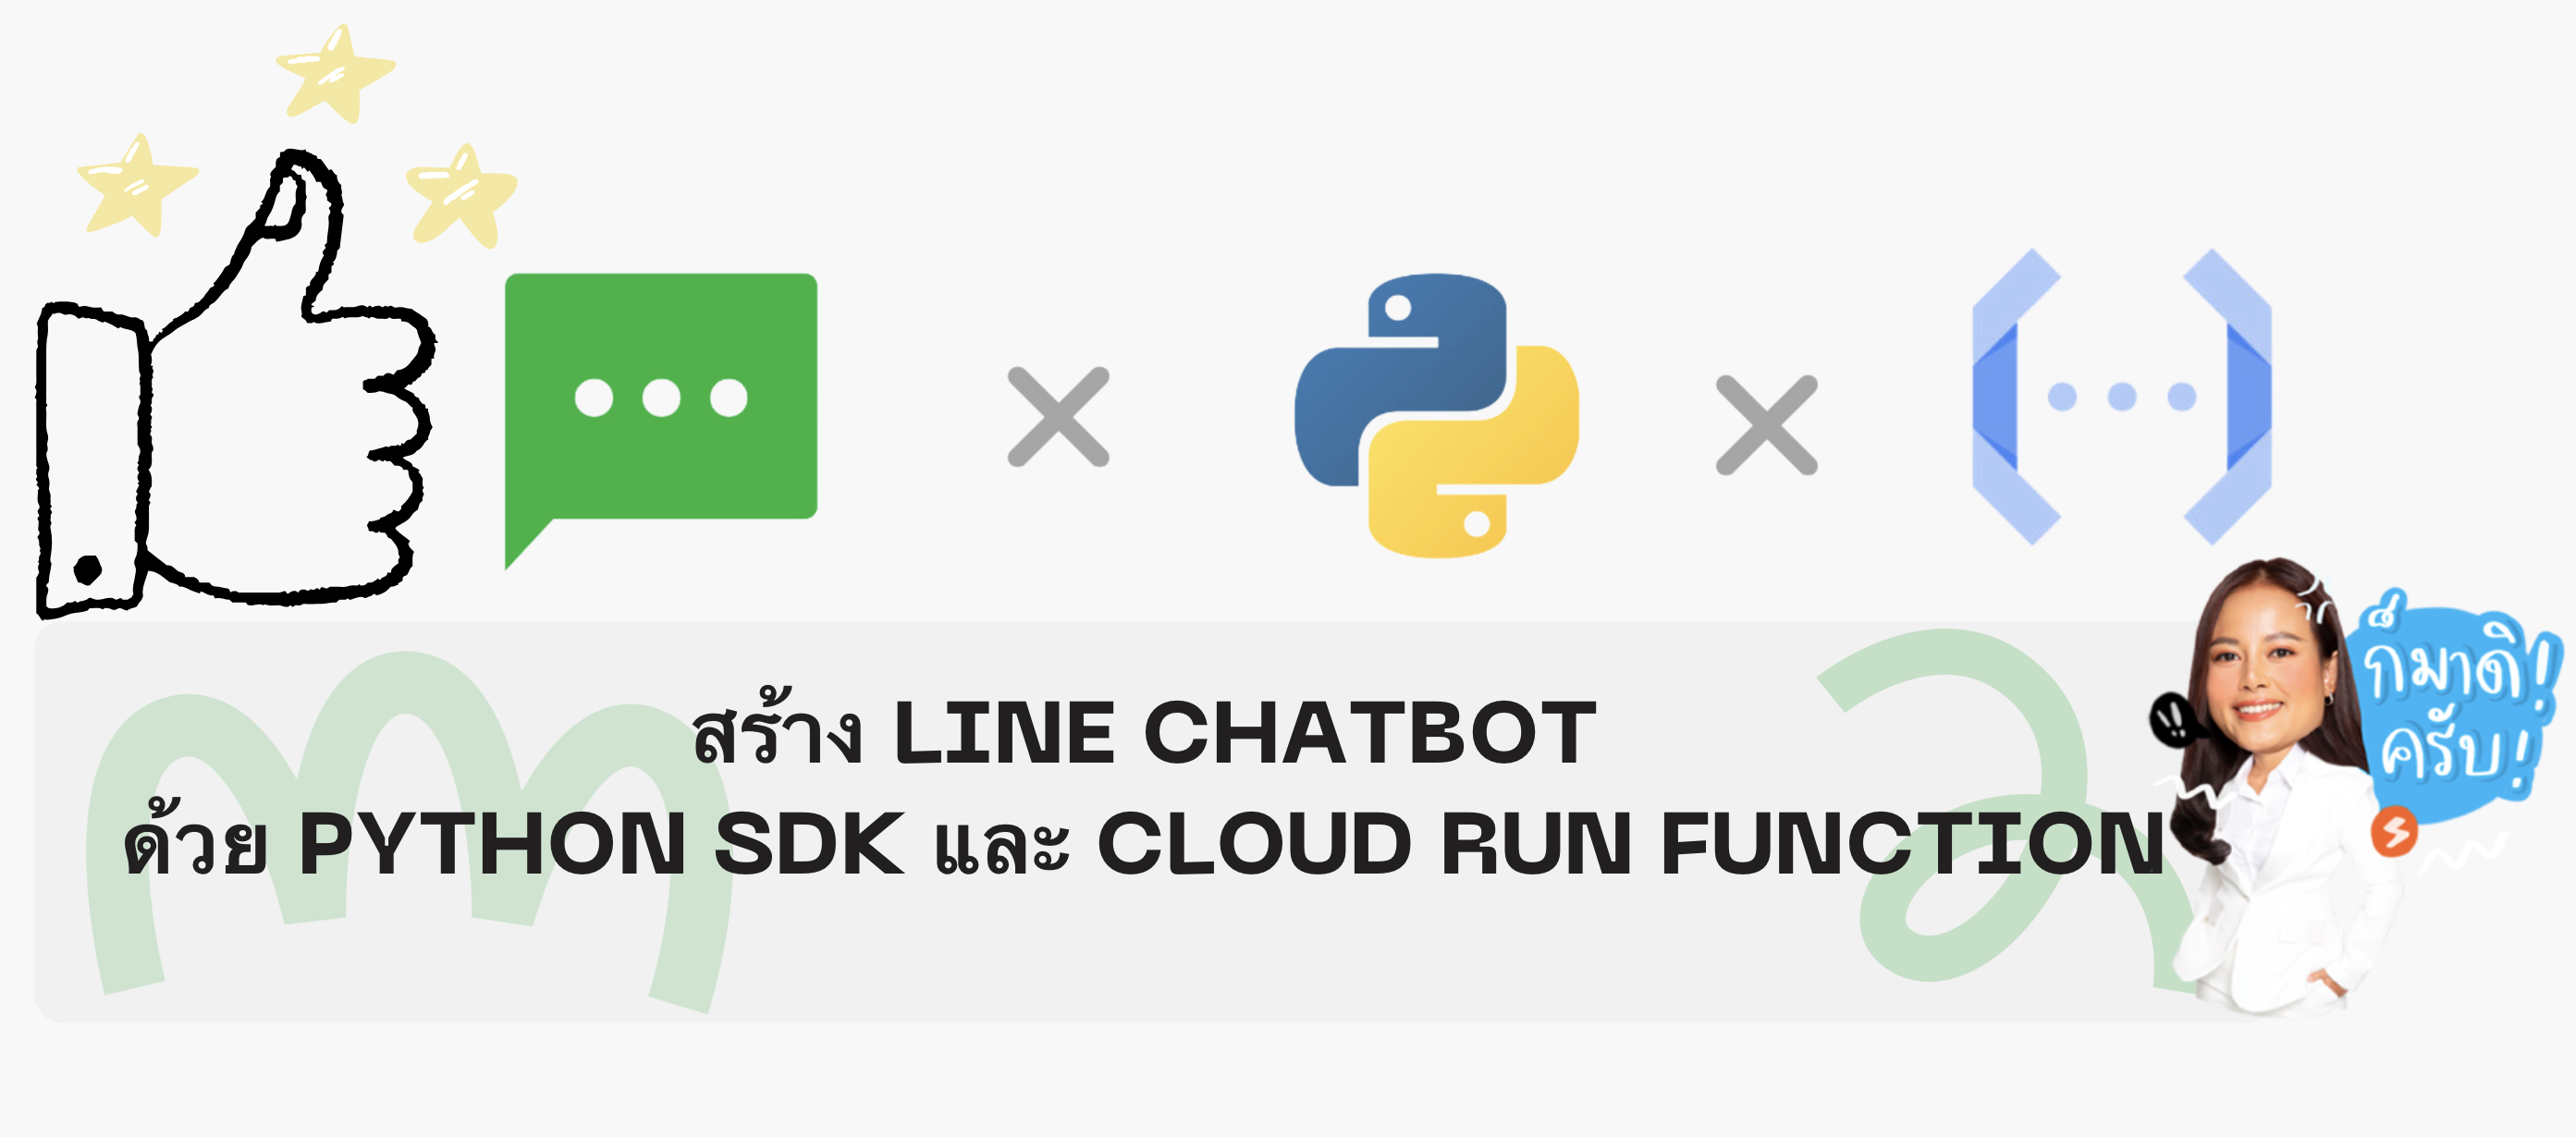 สร้าง LINE CHATBOT
ด้วย PYTHON SDK และ CLOUD RUN FUNCTION
ก็มาดิ!
ครับ!
!!